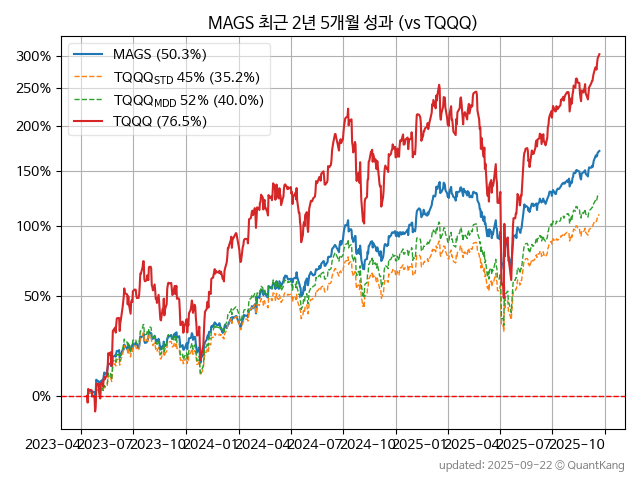 MAGS 최근 2년 5개월 성과 (vs TQQQ)
300%
250%
200%
150%
100%
50%
0%
MAGS (50.3%)
TQQQSTD 45% (35.2%)
TQQQMDD 52% (40.0%)
TQQQ (76.5%)
2023-04 2023-07 2023-10 2024-01 2024-04 2024-07 2024-10 2025-01 2025-04 2025-07 2025-10
updated: 2025-09-22 © QuantKang